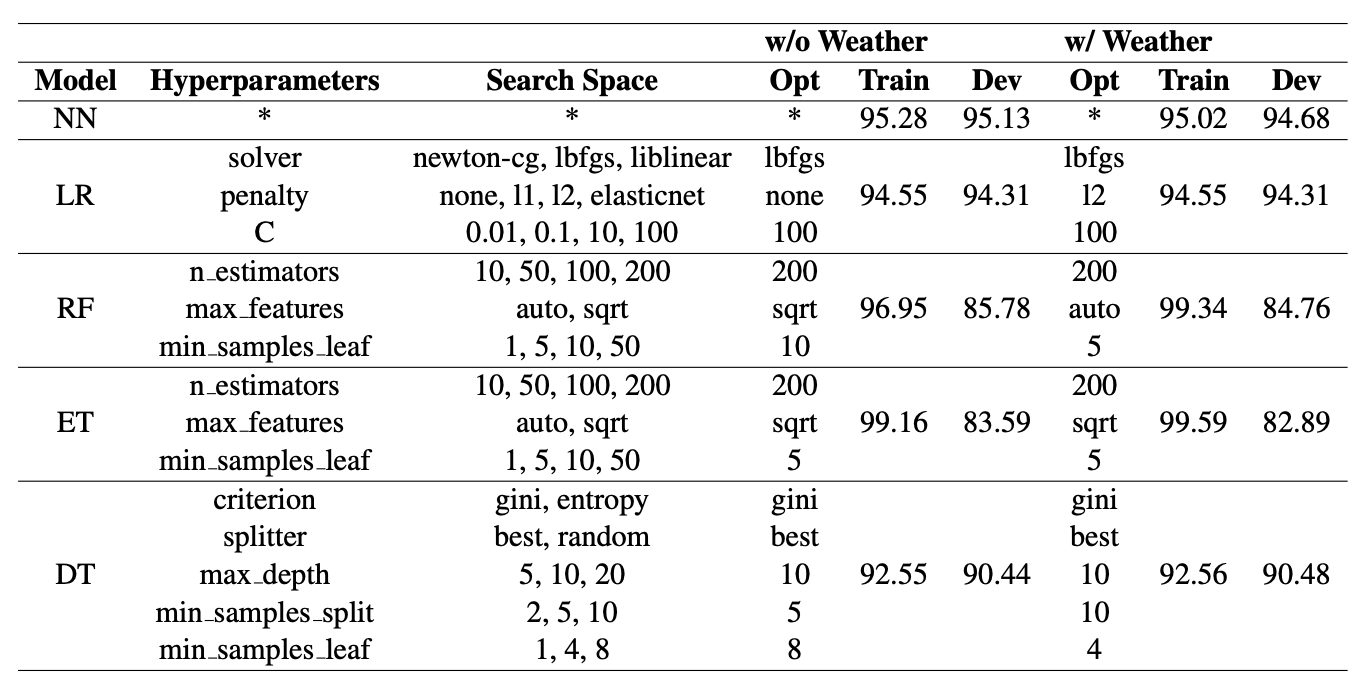 w/o Weather w/ Weather
Model Hyperparameters Search Space Opt Train Dev Opt Train Dev
NN * * * 95.28 95.13 * 95.02 94.68
solver newton-cg, lbfgs, liblinear lbfgs lbfgs
LR penalty none, l1, l2, elasticnet none 94.55 94.31 l2 94.55 94.31
C 0.01, 0.1, 10, 100 100 100
n_estimators 10, 50, 100, 200 200 200
RF max_features auto, sqrt sqrt 96.95 85.78 auto 99.34 84.76
min_samples_leaf 1, 5, 10, 50 10 5
n_estimators 10, 50, 100, 200 200 200
ET max_features auto, sqrt sqrt 99.16 83.59 sqrt 99.59 82.89
min_samples_leaf 1, 5, 10, 50 5 5
criterion gini, entropy gini gini
splitter best, random best best
DT max_depth 5, 10, 20 10 92.55 90.44 10 92.56 90.48
min_samples_split 2, 5, 10 5 10
min_samples_leaf 1, 4, 8 8 4